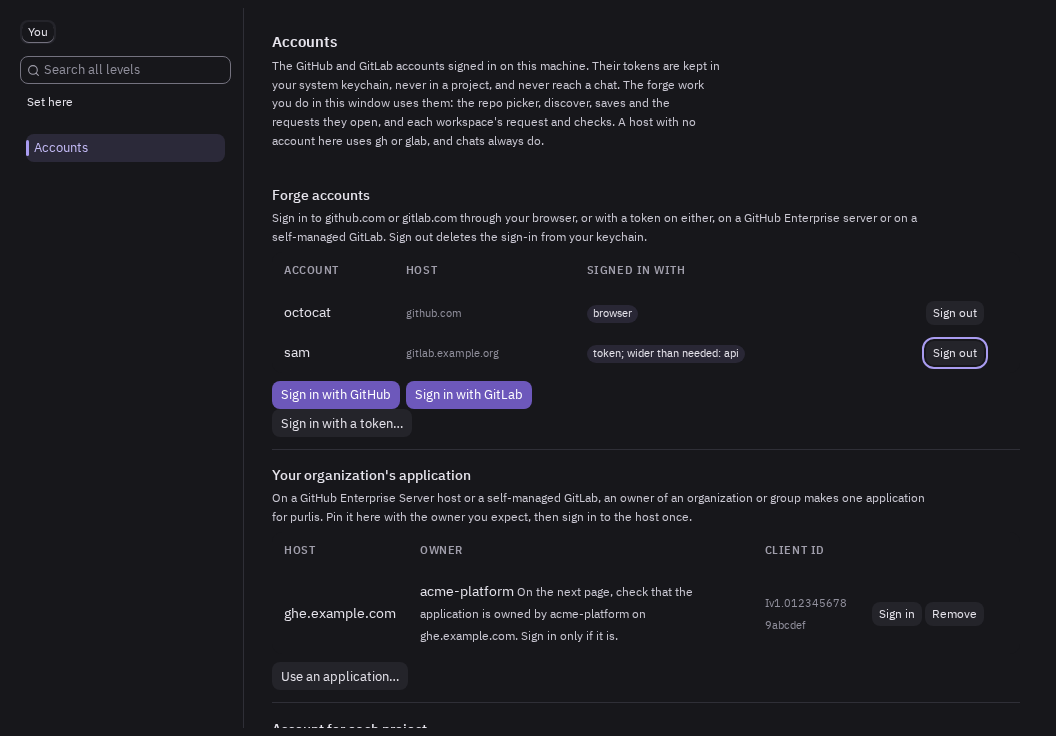 You
Search all levels
Set here
Accounts
Accounts
The GitHub and GitLab accounts signed in on this machine. Their tokens are kept in
your system keychain, never in a project, and never reach a chat. The forge work
you do in this window uses them: the repo picker, discover, saves and the
requests they open, and each workspace's request and checks. A host with no
account here uses gh or glab, and chats always do.
Forge accounts
Sign in to github.com or gitlab.com through your browser, or with a token on either, on a GitHub Enterprise server or on a
self-managed GitLab. Sign out deletes the sign-in from your keychain.
ACCOUNT HOST SIGNED IN WITH
octocat github.com browser Sign out
sam gitlab.example.org token; wider than needed: api Sign out
Sign in with GitHub Sign in with GitLab
Sign in with a token...
Your organization's application
On a GitHub Enterprise Server host or a self-managed GitLab, an owner of an organization or group makes one application
for purlis. Pin it here with the owner you expect, then sign in to the host once.
HOST OWNER CLIENT ID
ghe.example.com
acme-platform On the next page, check that the
application is owned by acme-platform on
ghe.example.com. Sign in only if it is.
Iv1.012345678
9abcdef
Sign in Remove
Use an application...
Account for each project